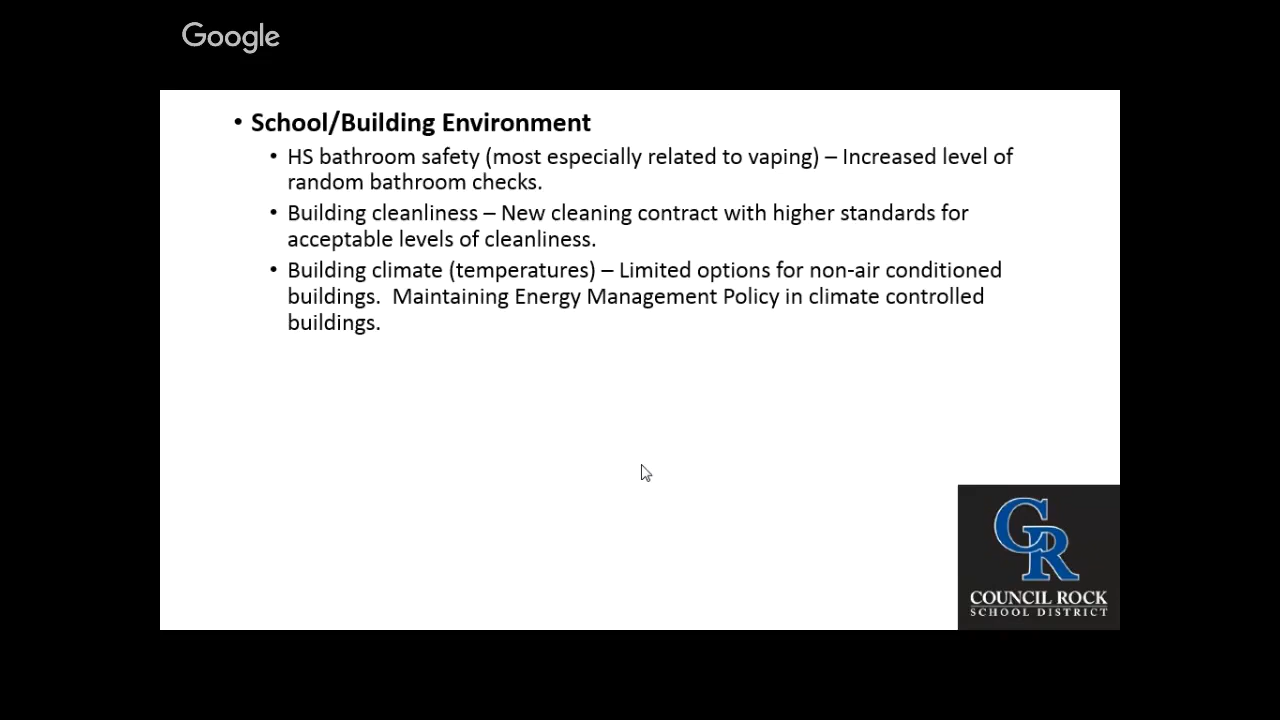 Google
• School/Building Environment
• HS bathroom safety (most especially related to vaping) – Increased level of
random bathroom checks.
• Building cleanliness – New cleaning contract with higher standards for
acceptable levels of cleanliness.
• Building climate (temperatures) – Limited options for non-air conditioned
buildings.  Maintaining Energy Management Policy in climate controlled
buildings.
CR
COUNCIL ROCK
SCHOOL DISTRICT